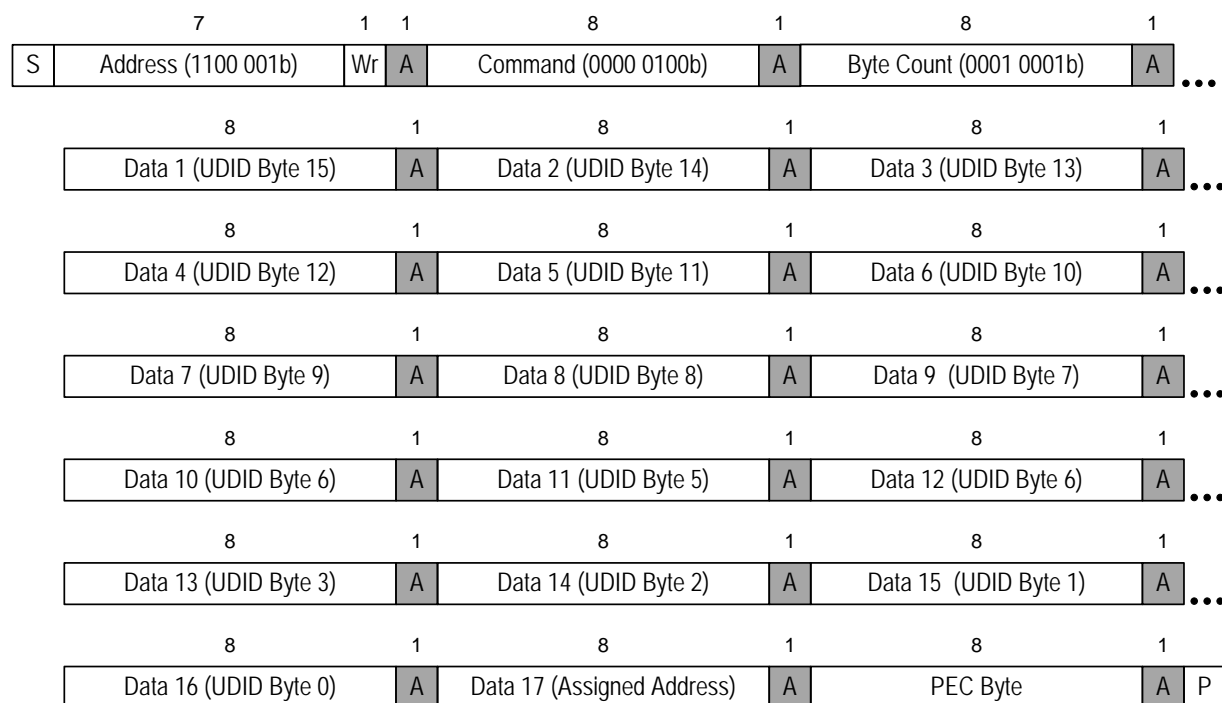 7 1 1 8 1 8 1
S Address (1100 001b) Wr A Command (0000 0100b) A Byte Count (0001 0001b) A ...
8 1 8 1 8 1
Data 1 (UDID Byte 15) A Data 2 (UDID Byte 14) A Data 3 (UDID Byte 13) A ...
8 1 8 1 8 1
Data 4 (UDID Byte 12) A Data 5 (UDID Byte 11) A Data 6 (UDID Byte 10) A ...
8 1 8 1 8 1
Data 7 (UDID Byte 9) A Data 8 (UDID Byte 8) A Data 9 (UDID Byte 7) A ...
8 1 8 1 8 1
Data 10 (UDID Byte 6) A Data 11 (UDID Byte 5) A Data 12 (UDID Byte 6) A ...
8 1 8 1 8 1
Data 13 (UDID Byte 3) A Data 14 (UDID Byte 2) A Data 15 (UDID Byte 1) A ...
8 1 8 1 8 1
Data 16 (UDID Byte 0) A Data 17 (Assigned Address) A PEC Byte A P